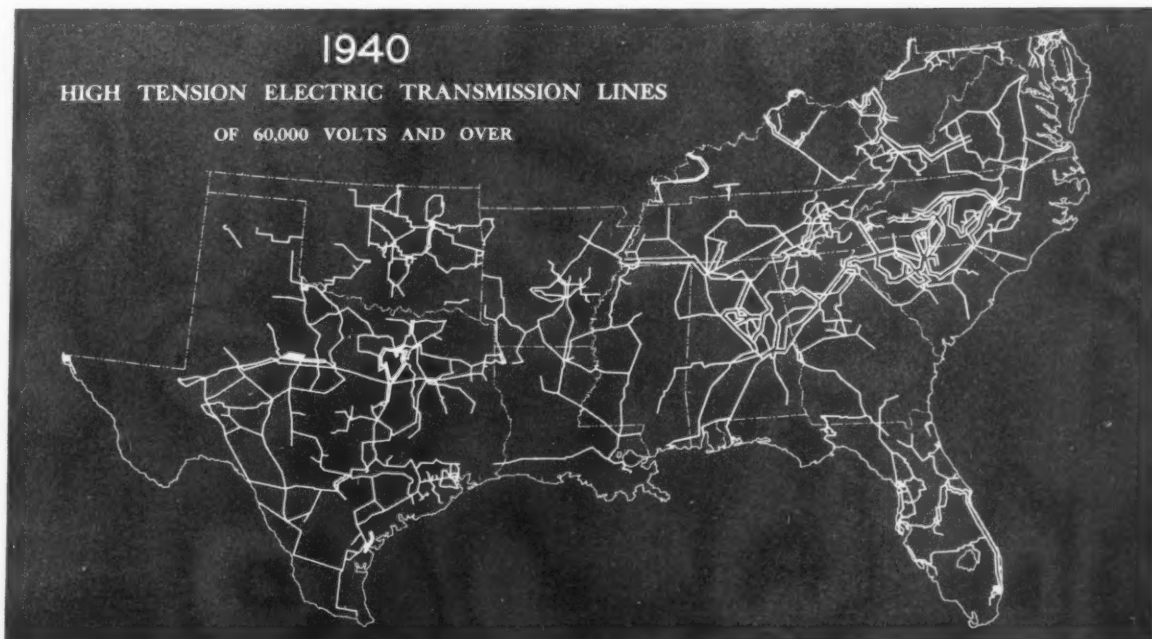 1940
HIGH TENSION ELECTRIC TRANSMISSION LINES
OF 60,000 VOLTS AND OVER